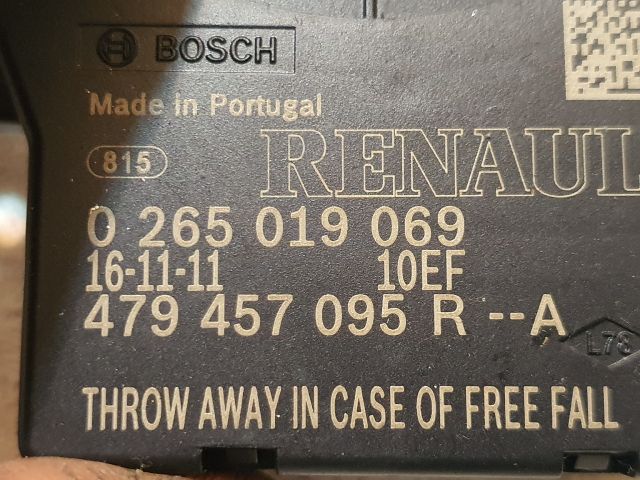 BOSCH
Made in Portugal
815
RENAUL
0 265 019 069
16-11-11 10EF
479 457 095 R --A
L78
THROW AWAY IN CASE OF FREE FALL